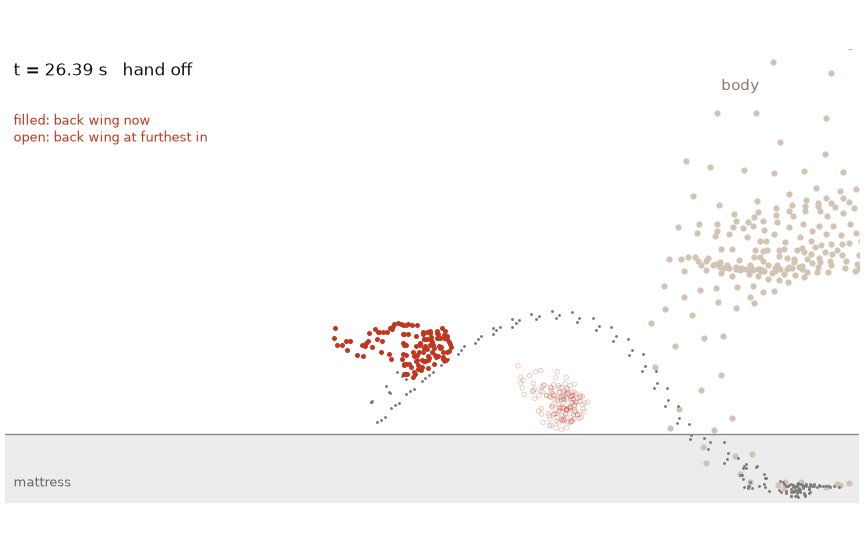 t = 26.39 s   hand off
body
filled: back wing now
open: back wing at furthest in
mattress